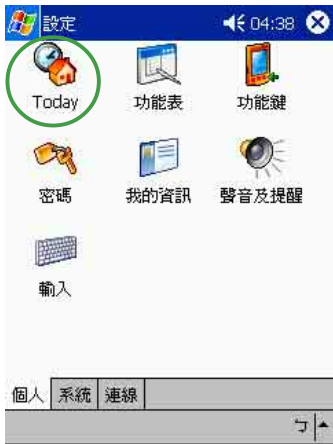 設定 04:38
Today 功能表 功能鍵
密碼 我的資訊 聲音及提醒
輸入
個人 系統 連線
ㄅ